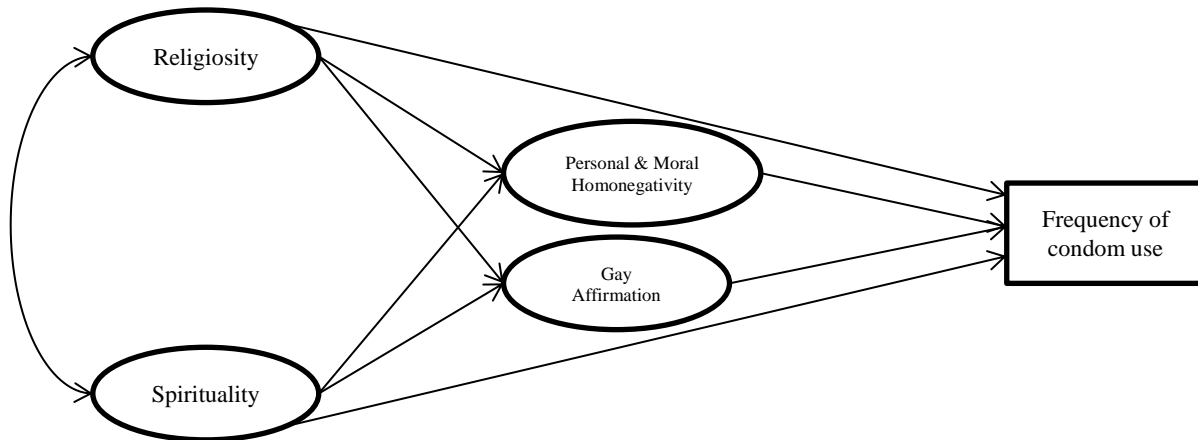 Religiosity
Personal & Moral
Homonegativity
Frequency of
condom use
Gay
Affirmation
Spirituality